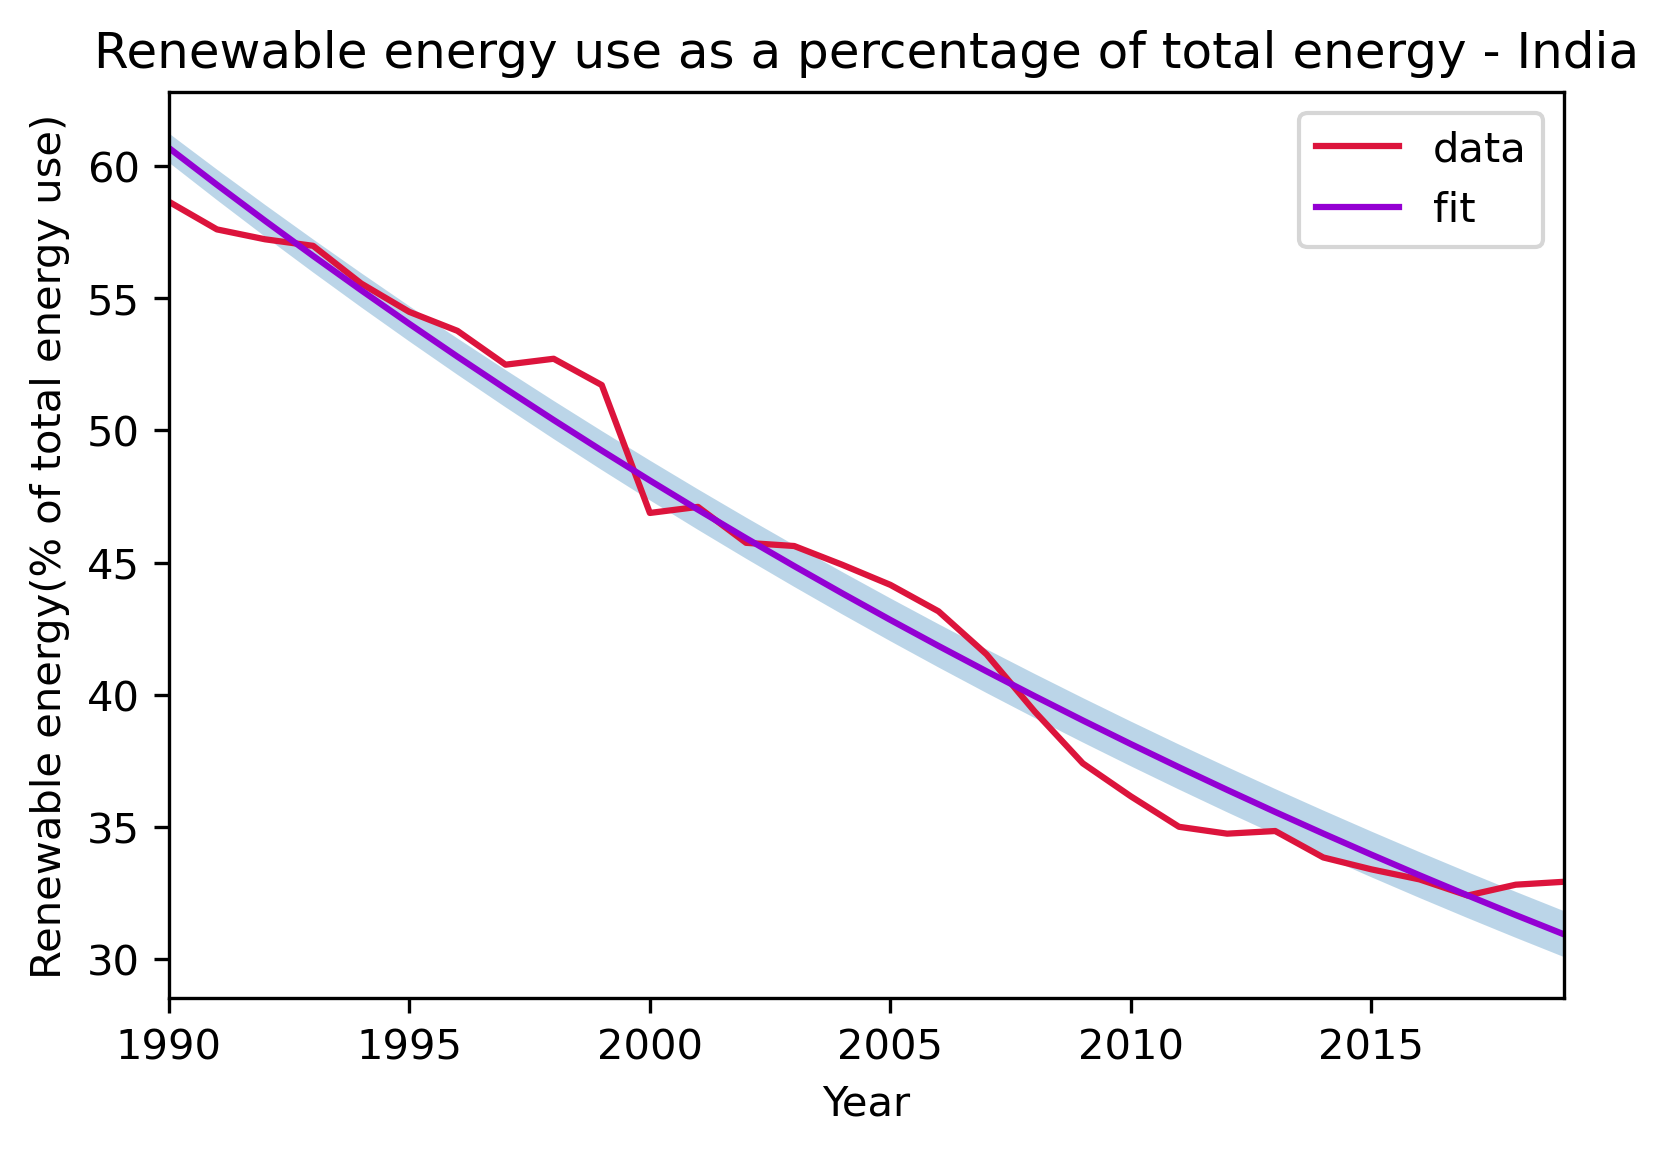 Renewable energy use as a percentage of total energy - India
Renewable energy(% of total energy use)
60
55
50
45
40
35
30
data
fit
1990
1995
2000
2005
2010
2015
Year